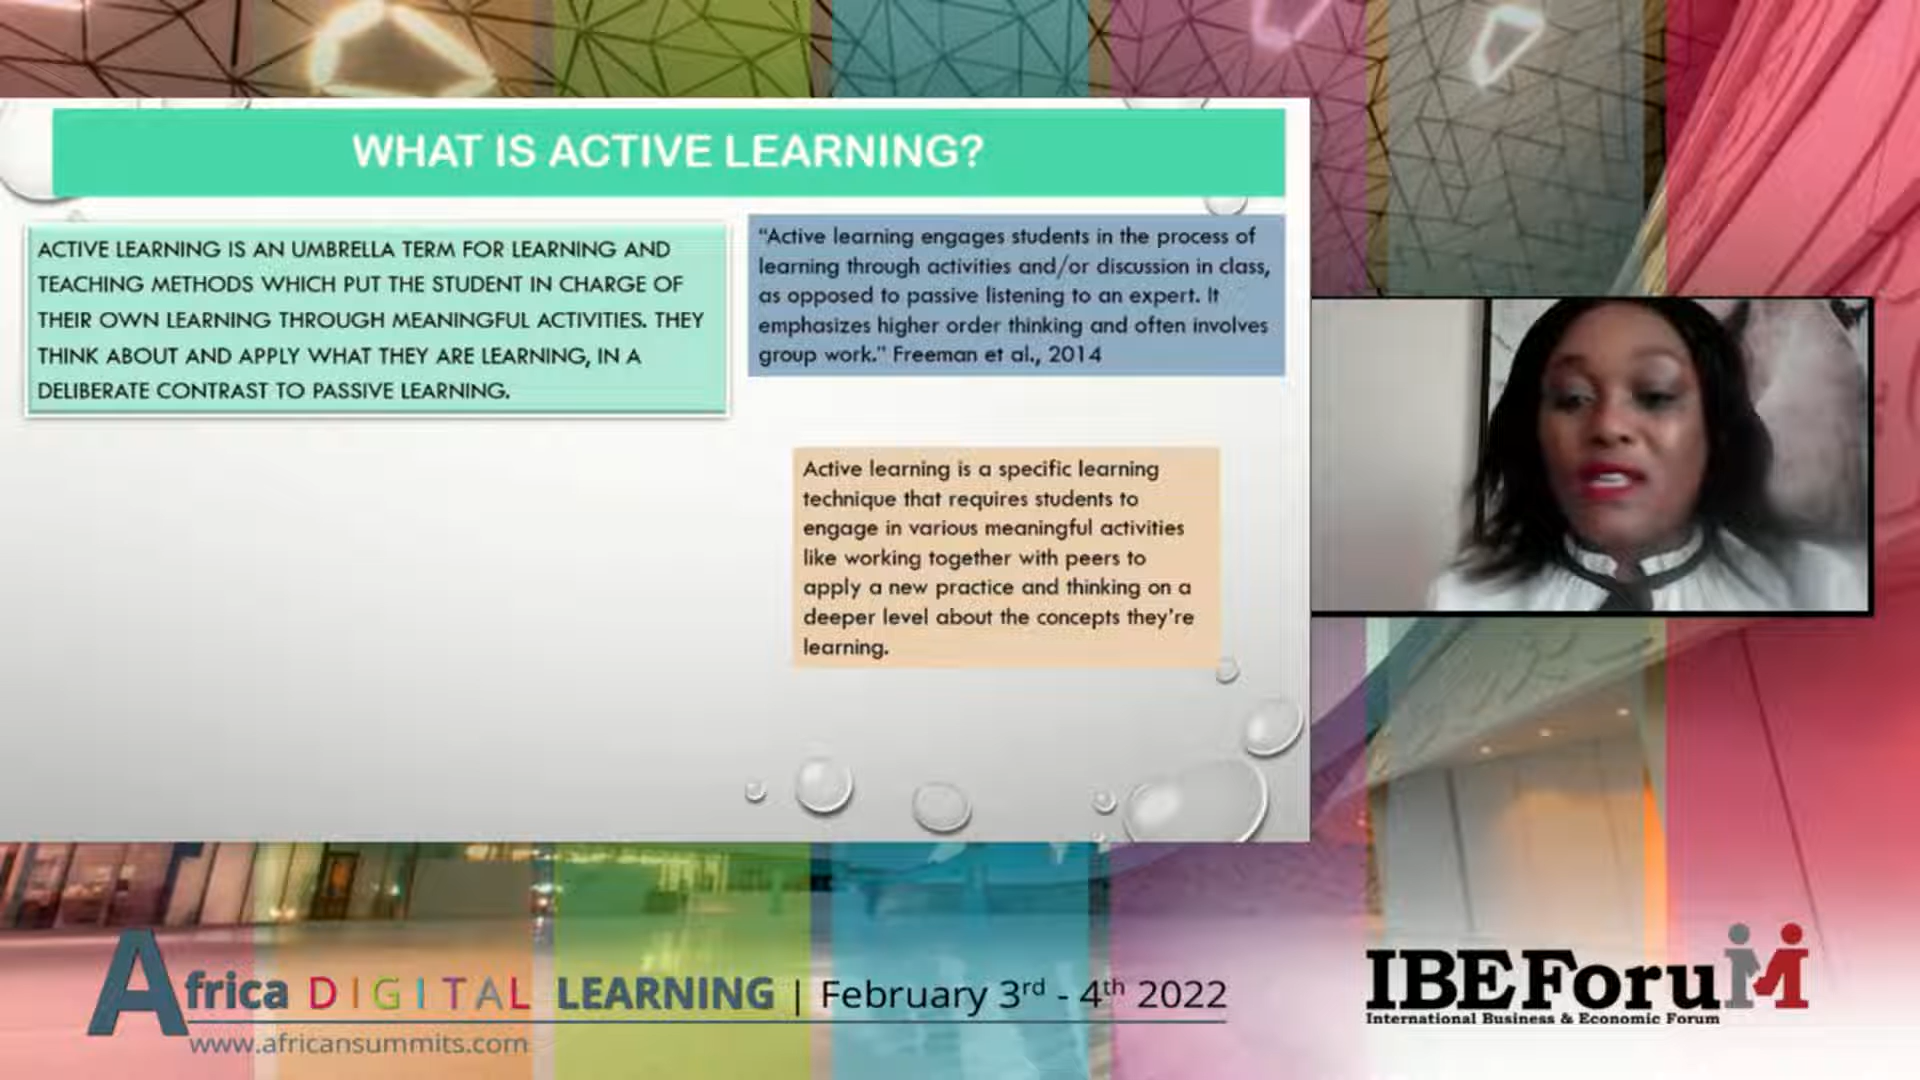 WHAT IS ACTIVE LEARNING?
ACTIVE LEARNING IS AN UMBRELLA TERM FOR LEARNING AND
TEACHING METHODS WHICH PUT THE STUDENT IN CHARGE OF
THEIR OWN LEARNING THROUGH MEANINGFUL ACTIVITIES. THEY
THINK ABOUT AND APPLY WHAT THEY ARE LEARNING, IN A
DELIBERATE CONTRAST TO PASSIVE LEARNING.
“Active learning engages students in the process of
learning through activities and/or discussion in class,
as opposed to passive listening to an expert. It
emphasizes higher order thinking and often involves
group work.” Freeman et al., 2014
Active learning is a specific learning
technique that requires students to
engage in various meaningful activities
like working together with peers to
apply a new practice and thinking on a
deeper level about the concepts they’re
learning.
Africa DIGITAL LEARNING | February 3rd - 4th 2022
www.africansummits.com
IBEForuM
International Business & Economic Forum